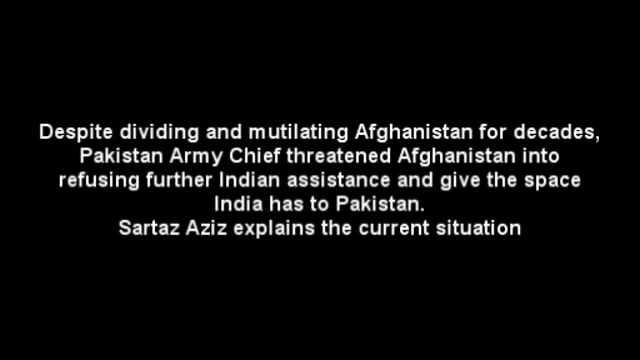 Despite dividing and mutilating Afghanistan for decades,
Pakistan Army Chief threatened Afghanistan into
refusing further Indian assistance and give the space
India has to Pakistan.
Sartaz Aziz explains the current situation